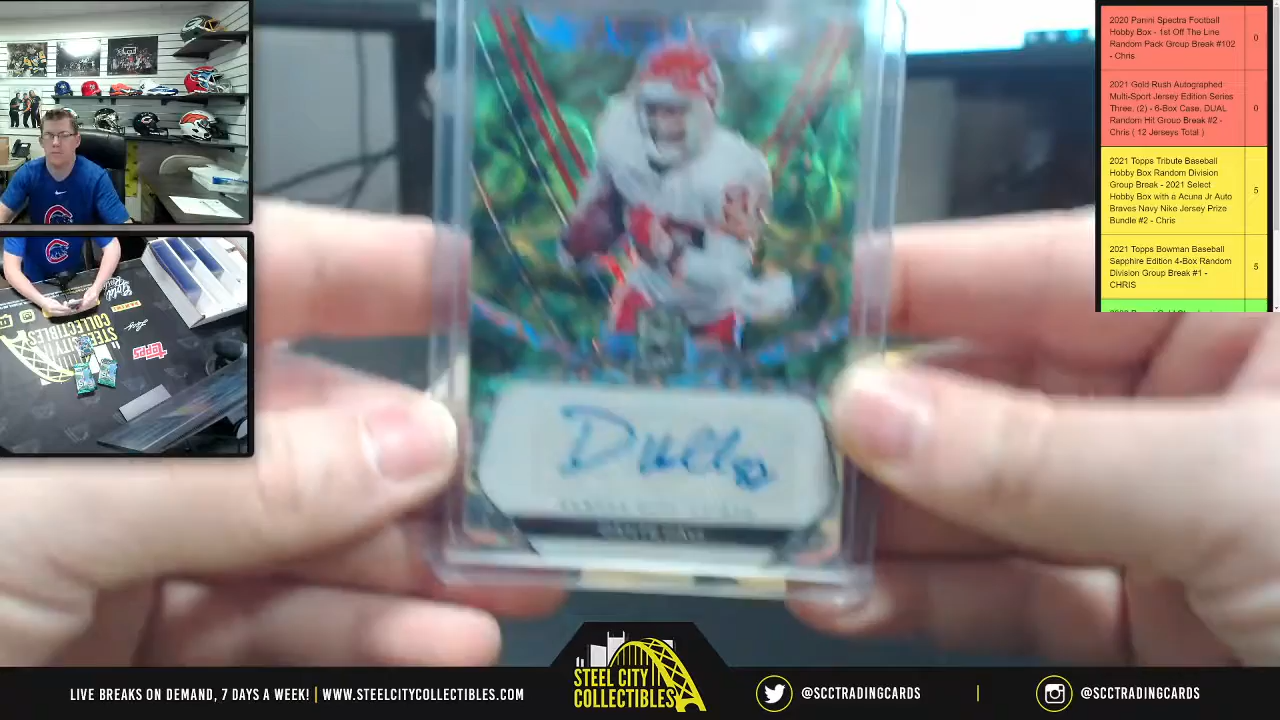 2020 Panini Spectra Football
Hobby Box - 1st Off The Line
Random Pack Group Break #102
- Chris
0
2021 Gold Rush Autographed
Multi-Sport Jersey Edition Series
Three, (2) - 6-Box Case, DUAL
Random Hit Group Break #2 -
Chris ( 12 Jerseys Total )
0
2021 Topps Tribute Baseball
Hobby Box Random Division
Group Break - 2021 Select
Hobby Box with a Acuna Jr Auto
Braves Navy Nike Jersey Prize
Bundle #2 - Chris
5
2021 Topps Bowman Baseball
Sapphire Edition 4-Box Random
Division Group Break #1 -
CHRIS
5
STEEL CITY
COLLECTIBLES
topps
STEEL CITY
COLLECTIBLES
LIVE BREAKS ON DEMAND, 7 DAYS A WEEK! | WWW.STEELCITYCOLLECTIBLES.COM
@SCCTRADINGCARDS
@SCCTRADINGCARDS